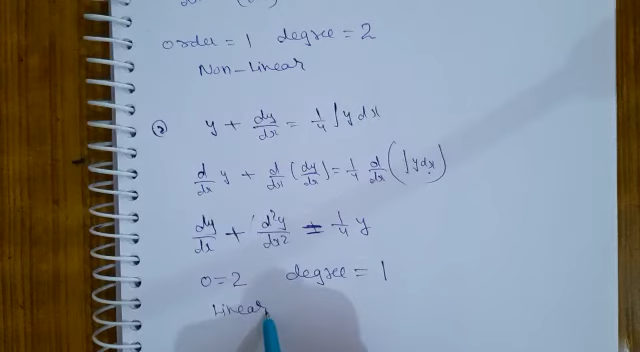 order = 1 degree = 2
Non-Linear
② y + dy/dx = 1/4 ∫y dx
d/dx y + d/dx (dy/dx) = 1/4 d/dx (∫y dx)
dy/dx + d²y/dx² = 1/4 y
o = 2 degree = 1
Linear